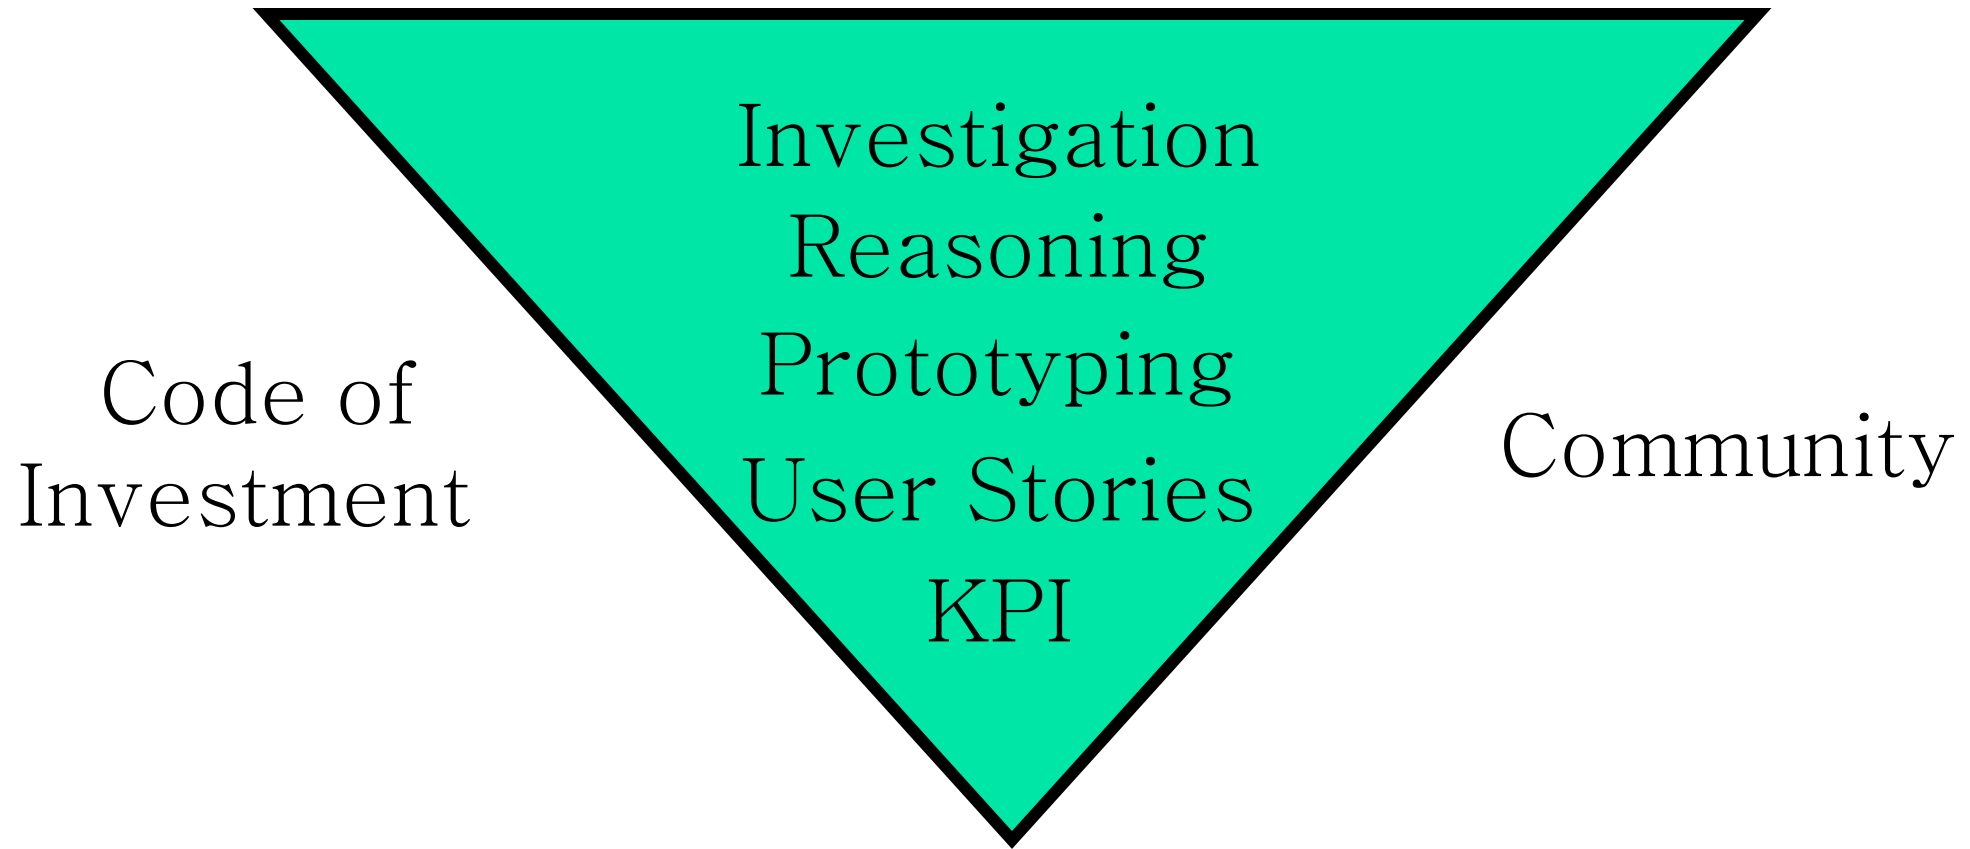 Investigation
Reasoning
Prototyping
User Stories
KPI
Code of
Investment
Community